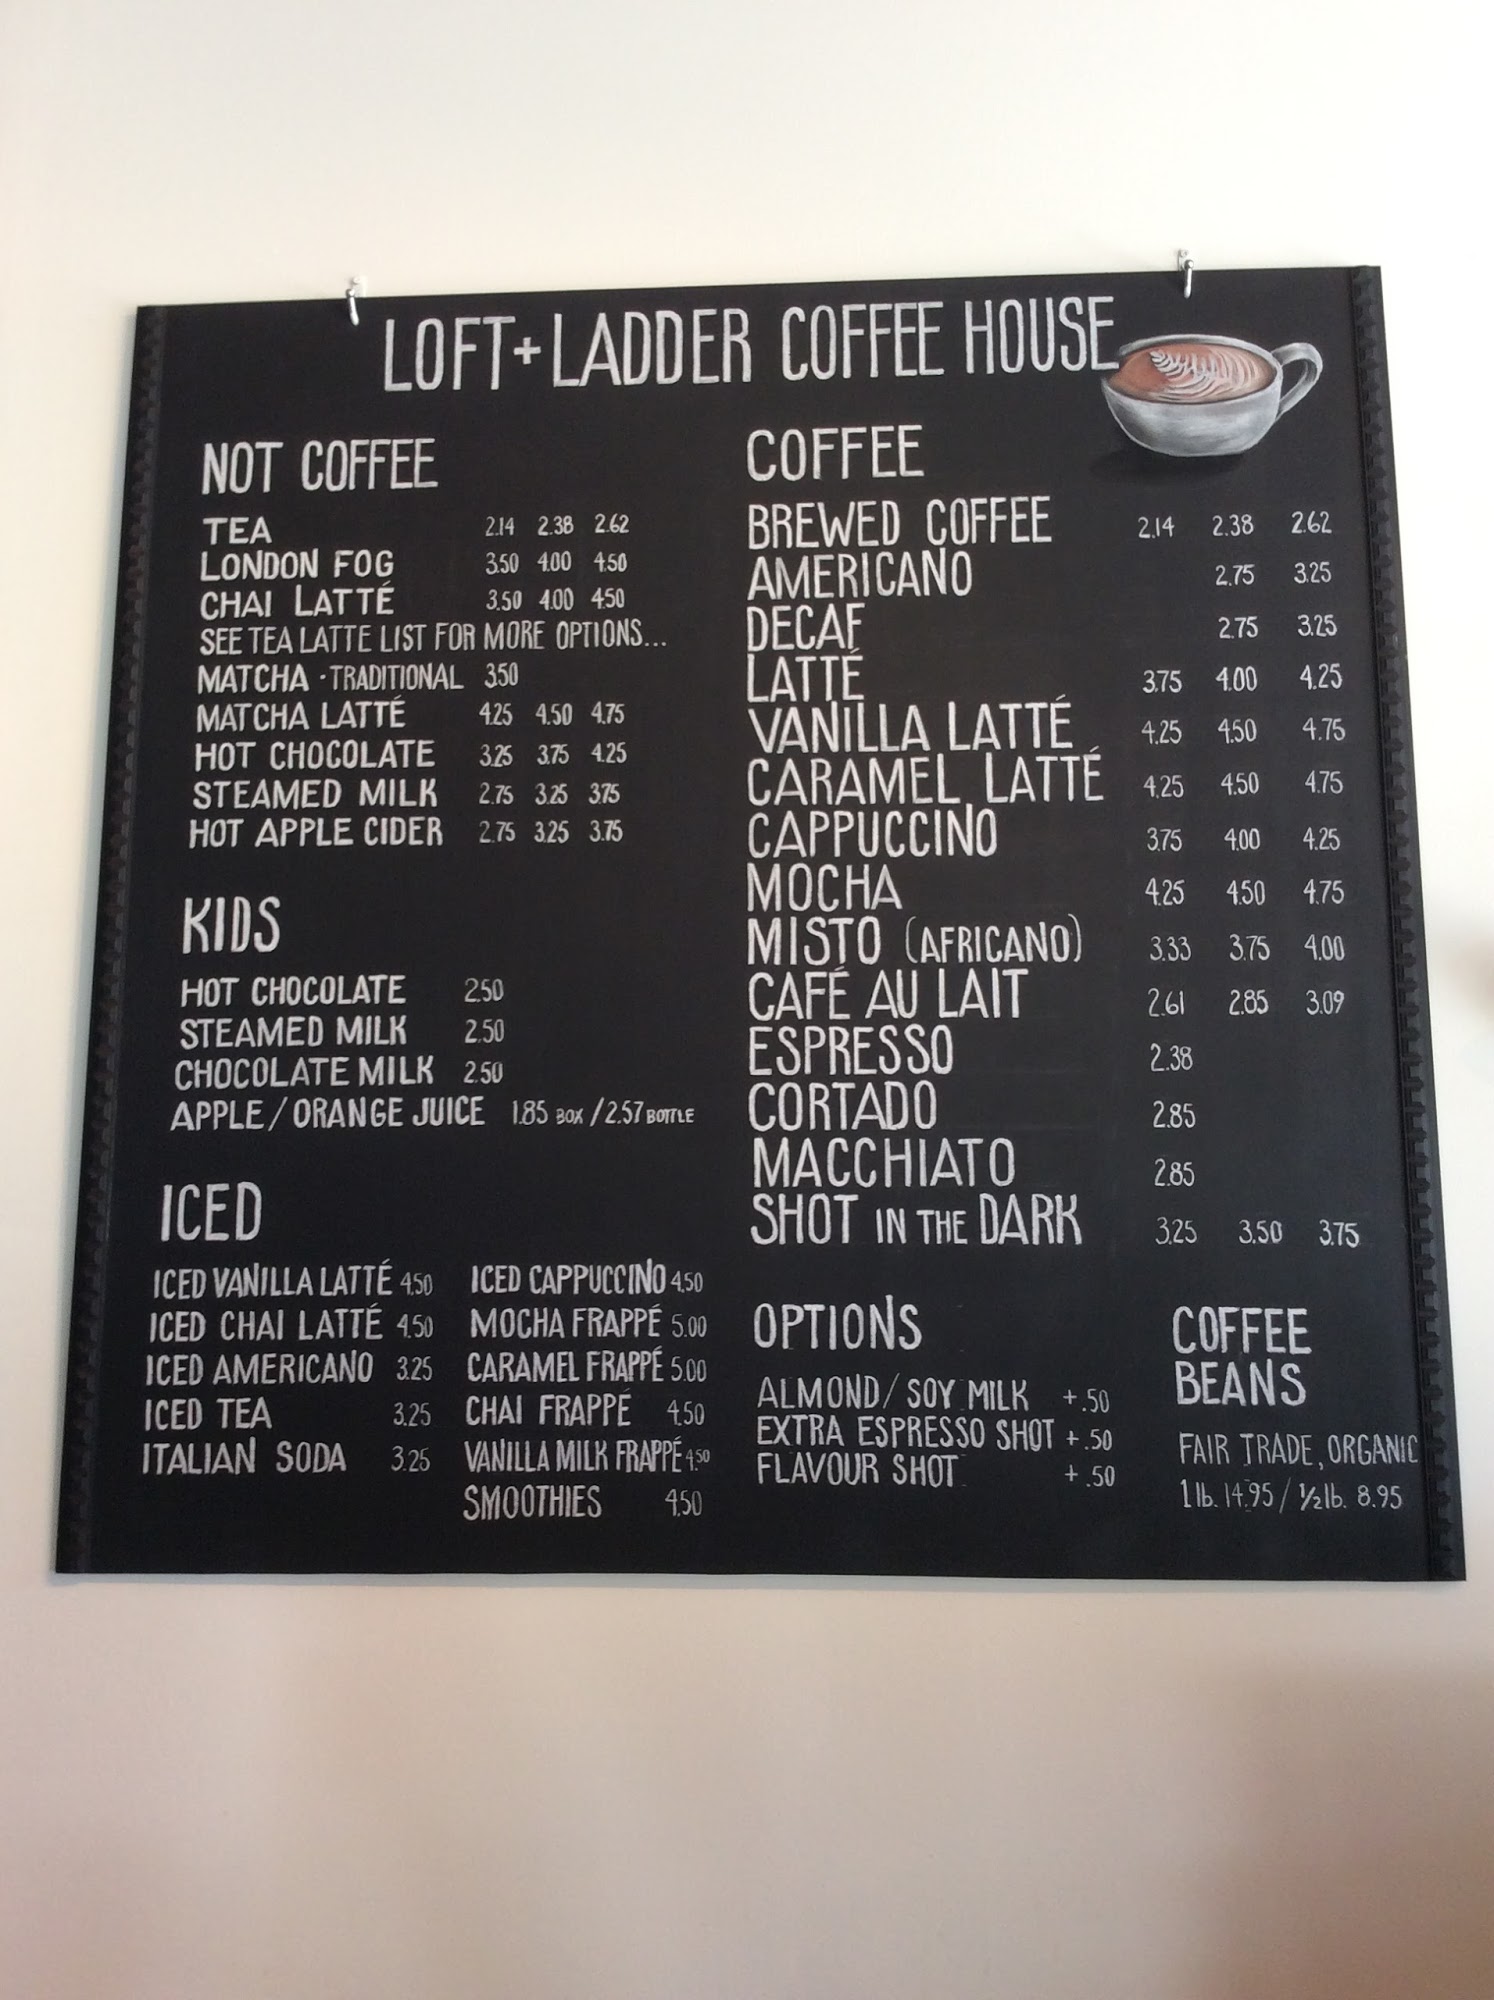 LOFT + LADDER COFFEE HOUSE
NOT COFFEE
TEA 2.14 2.38 2.62
LONDON FOG 3.50 4.00 4.50
CHAI LATTÉ 3.50 4.00 4.50
SEE TEA LATTE LIST FOR MORE OPTIONS...
MATCHA · TRADITIONAL 3.50
MATCHA LATTÉ 4.25 4.50 4.75
HOT CHOCOLATE 3.25 3.75 4.25
STEAMED MILK 2.75 3.25 3.75
HOT APPLE CIDER 2.75 3.25 3.75
KIDS
HOT CHOCOLATE 2.50
STEAMED MILK 2.50
CHOCOLATE MILK 2.50
APPLE / ORANGE JUICE 1.85 BOX / 2.57 BOTTLE
ICED
ICED VANILLA LATTÉ 4.50
ICED CHAI LATTÉ 4.50
ICED AMERICANO 3.25
ICED TEA 3.25
ITALIAN SODA 3.25
ICED CAPPUCCINO 4.50
MOCHA FRAPPÉ 5.00
CARAMEL FRAPPÉ 5.00
CHAI FRAPPÉ 4.50
VANILLA MILK FRAPPÉ 4.50
SMOOTHIES 4.50
COFFEE
BREWED COFFEE 2.14 2.38 2.62
AMERICANO 2.75 3.25
DECAF 2.75 3.25
LATTÉ 3.75 4.00 4.25
VANILLA LATTÉ 4.25 4.50 4.75
CARAMEL LATTÉ 4.25 4.50 4.75
CAPPUCCINO 3.75 4.00 4.25
MOCHA 4.25 4.50 4.75
MISTO (AFRICANO) 3.33 3.75 4.00
CAFÉ AU LAIT 2.61 2.85 3.09
ESPRESSO 2.38
CORTADO 2.85
MACCHIATO 2.85
SHOT IN THE DARK 3.25 3.50 3.75
OPTIONS
ALMOND / SOY MILK + .50
EXTRA ESPRESSO SHOT + .50
FLAVOUR SHOT + .50
COFFEE
BEANS
FAIR TRADE, ORGANIC
1 lb. 14.95 / ½ lb. 8.95